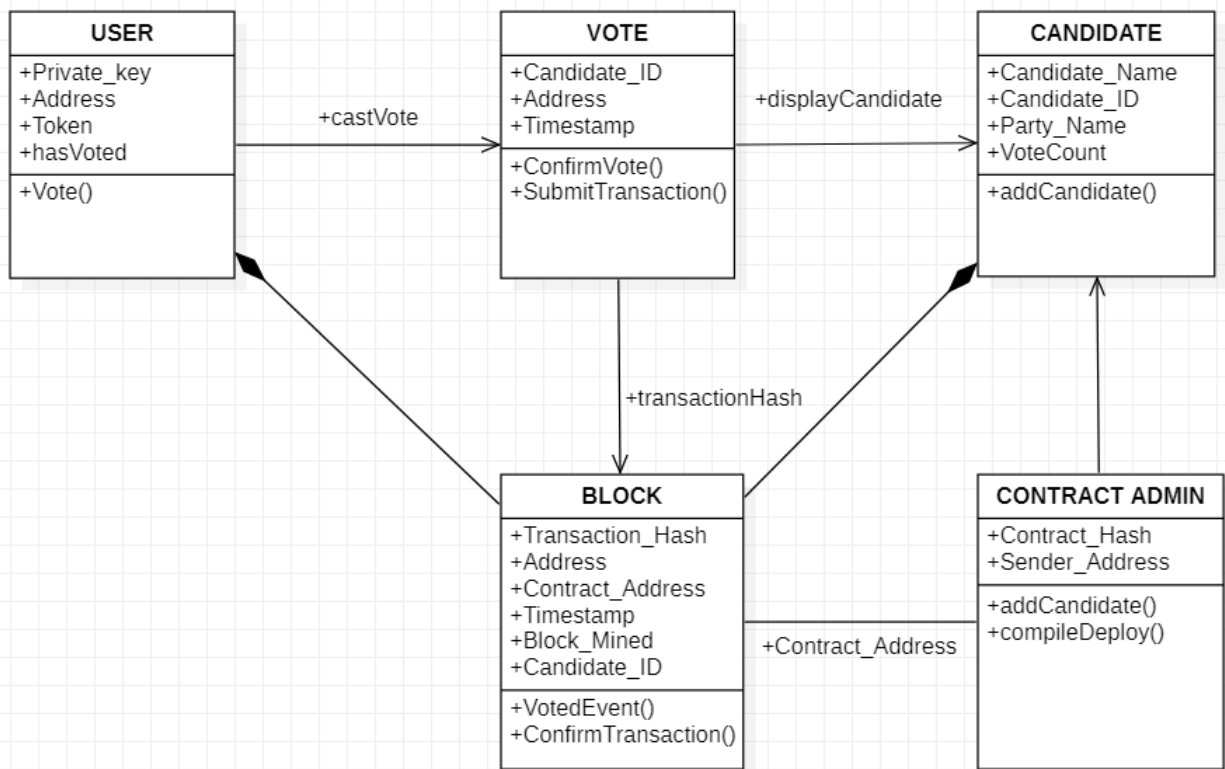 USER
+Private_key
+Address
+Token
+hasVoted
+Vote()
+castVote
VOTE
+Candidate_ID
+Address
+Timestamp
+ConfirmVote()
+SubmitTransaction()
+displayCandidate
CANDIDATE
+Candidate_Name
+Candidate_ID
+Party_Name
+VoteCount
+addCandidate()
+transactionHash
BLOCK
+Transaction_Hash
+Address
+Contract_Address
+Timestamp
+Block_Mined
+Candidate_ID
+VotedEvent()
+ConfirmTransaction()
+Contract_Address
CONTRACT ADMIN
+Contract_Hash
+Sender_Address
+addCandidate()
+compileDeploy()